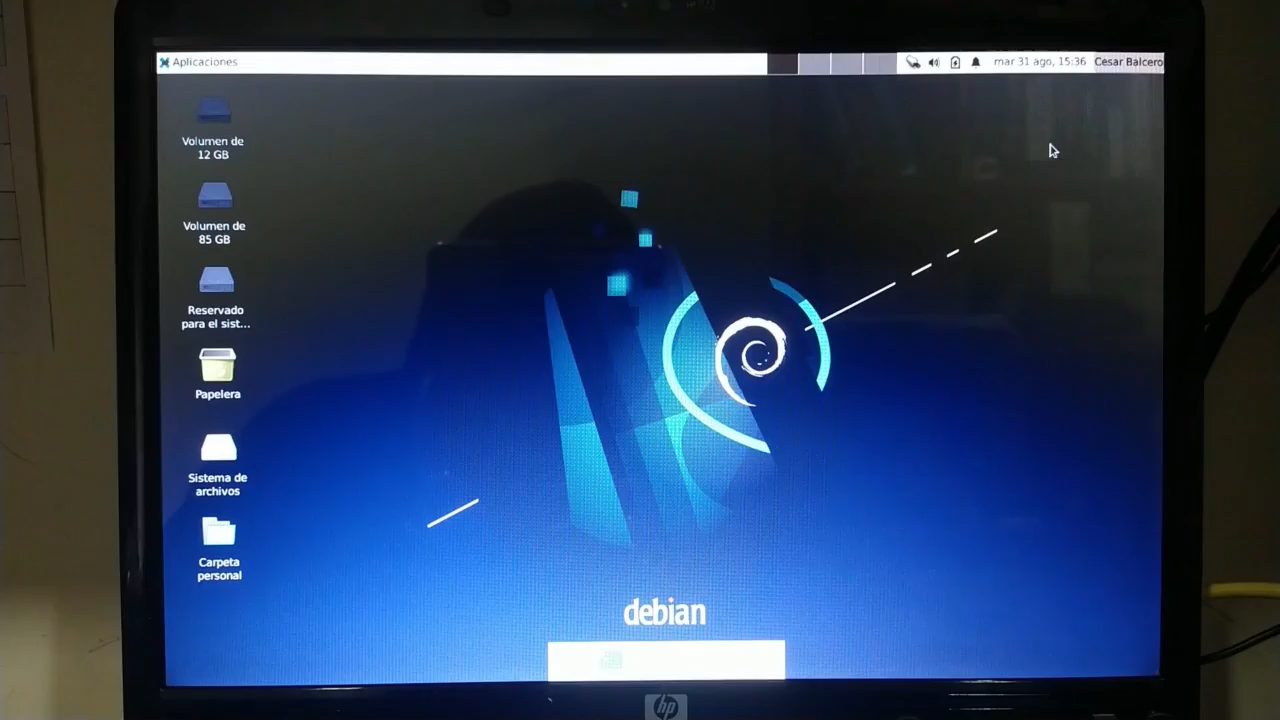 Aplicaciones
mar 31 ago, 15:36
Cesar Balcero
Volumen de
12 GB
Volumen de
85 GB
Reservado
para el sist...
Papelera
Sistema de
archivos
Carpeta
personal
debian
hp